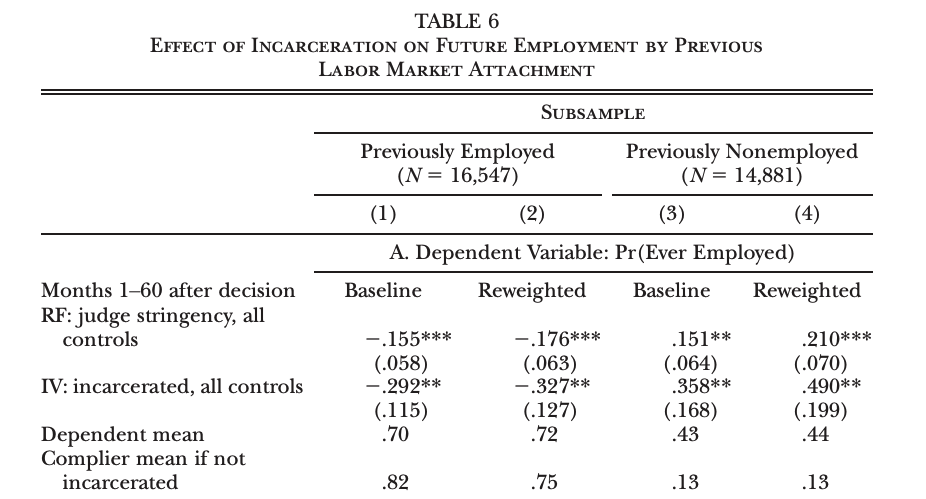 TABLE 6
Effect of Incarceration on Future Employment by Previous
Labor Market Attachment
Subsample
Previously Employed Previously Nonemployed
(N = 16,547) (N = 14,881)
(1) (2) (3) (4)
A. Dependent Variable: Pr(Ever Employed)
Months 1–60 after decision Baseline Reweighted Baseline Reweighted
RF: judge stringency, all
controls −.155*** −.176*** .151** .210***
(.058) (.063) (.064) (.070)
IV: incarcerated, all controls −.292** −.327** .358** .490**
(.115) (.127) (.168) (.199)
Dependent mean .70 .72 .43 .44
Complier mean if not
incarcerated .82 .75 .13 .13